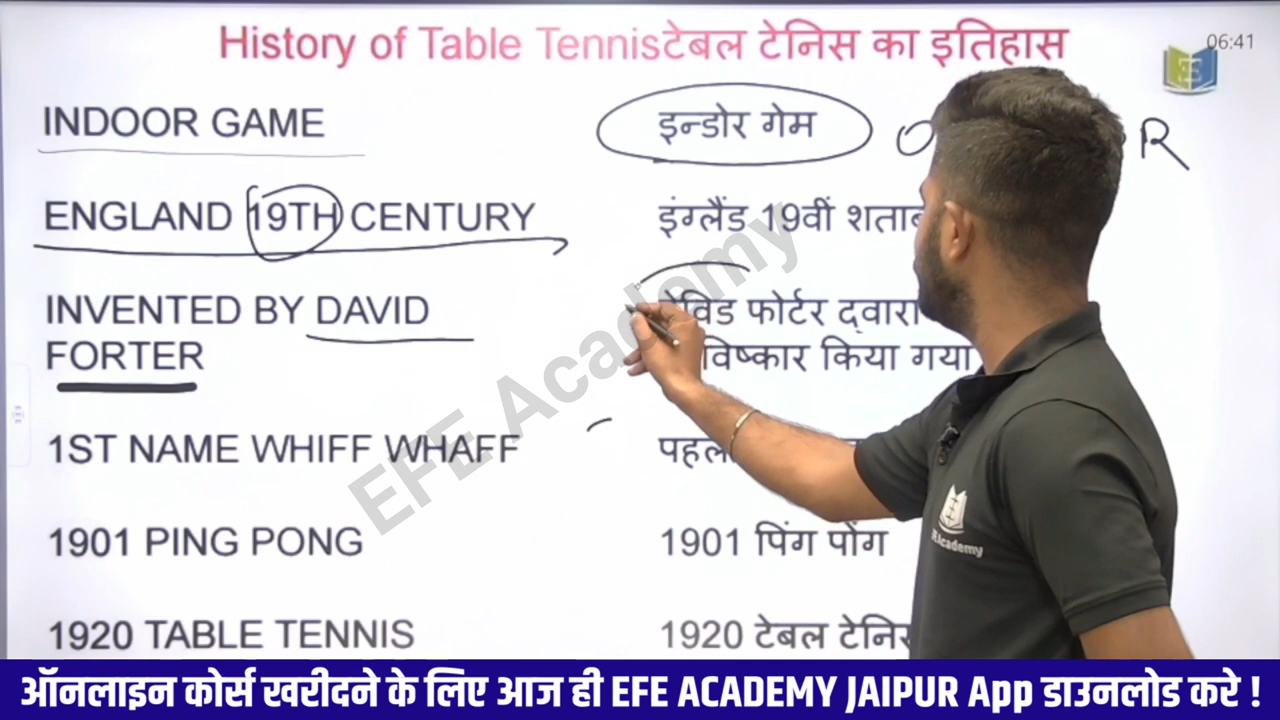 History of Table Tennisटेबल टेनिस का इतिहास
06:41
INDOOR GAME
इन्डोर गेम
ENGLAND 19TH CENTURY
इंग्लैंड 19वीं
INVENTED BY DAVID
फोर्टर द्वारा
FORTER
किया गया
1ST NAME WHIFF WHAFF
1901 PING PONG
1901 पिंग पोंग
1920 TABLE TENNIS
1920 टेबल टेनिस
EFE Academy
EFE Academy
ऑनलाइन कोर्स खरीदने के लिए आज ही EFE ACADEMY JAIPUR App डाउनलोड करे !